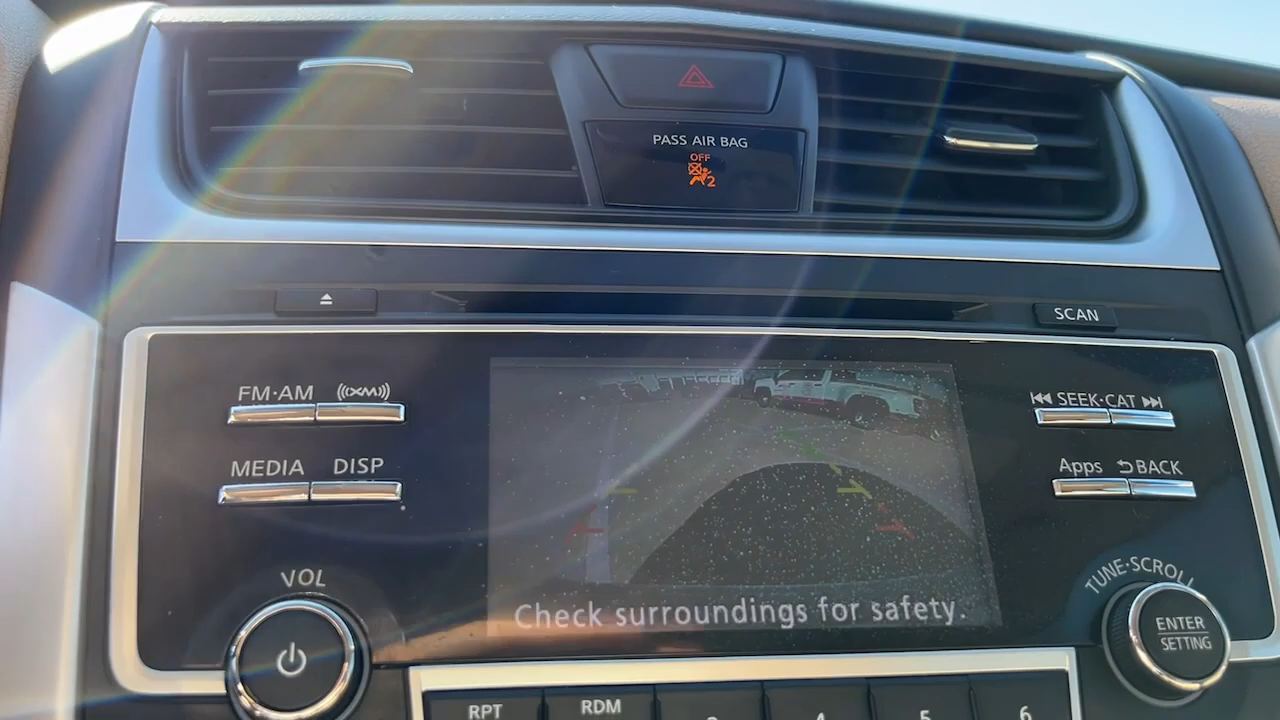 PASS AIR BAG
OFF
2
SCAN
FM·AM
((XM))
SEEK·CAT
MEDIA
DISP
Apps
BACK
VOL
TUNE·SCROLL
Check surroundings for safety.
ENTER
SETTING
RPT
RDM
4
5
6